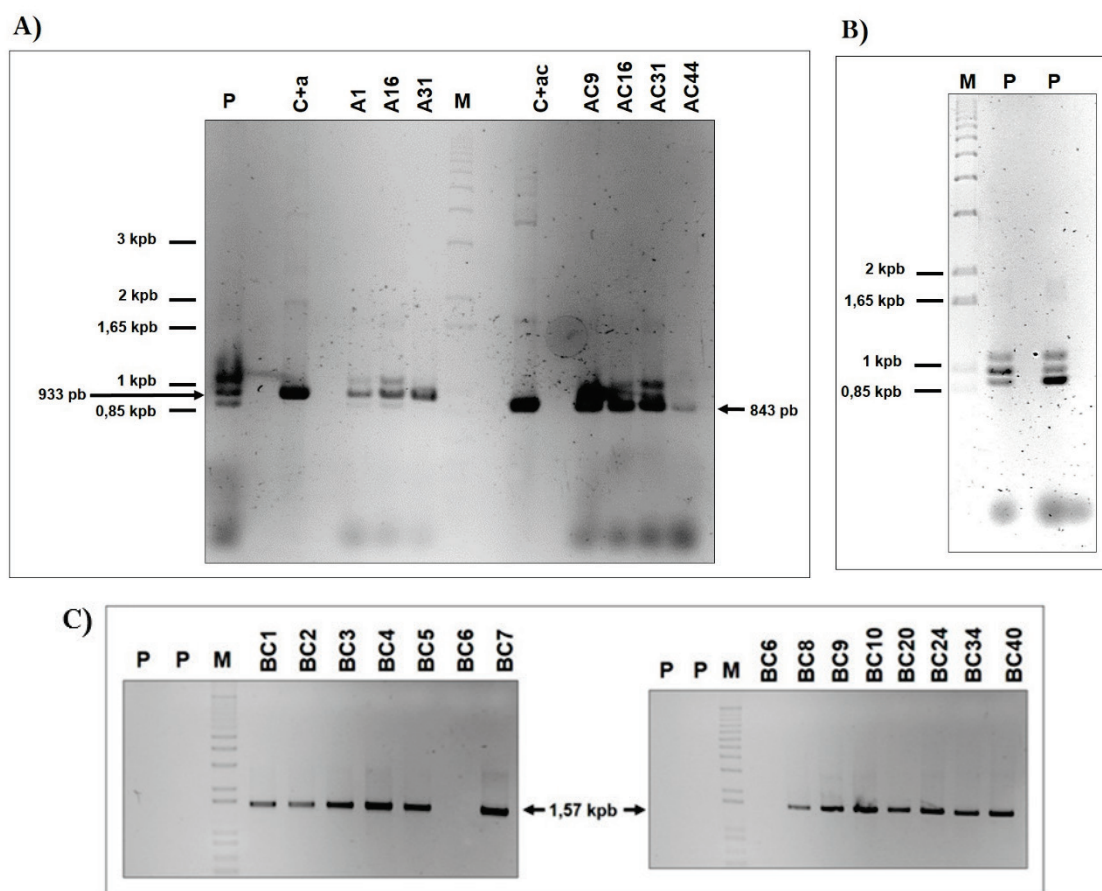 A)
P C+a A1 A16 A31 M C+ac AC9 AC16 AC31 AC44
3 kpb
2 kpb
1,65 kpb
1 kpb
933 pb
0,85 kpb
843 pb
B)
M P P
2 kpb
1,65 kpb
1 kpb
0,85 kpb
C)
P P M BC1 BC2 BC3 BC4 BC5 BC6 BC7
P P M BC6 BC8 BC9 BC10 BC20 BC24 BC34 BC40
1,57 kpb